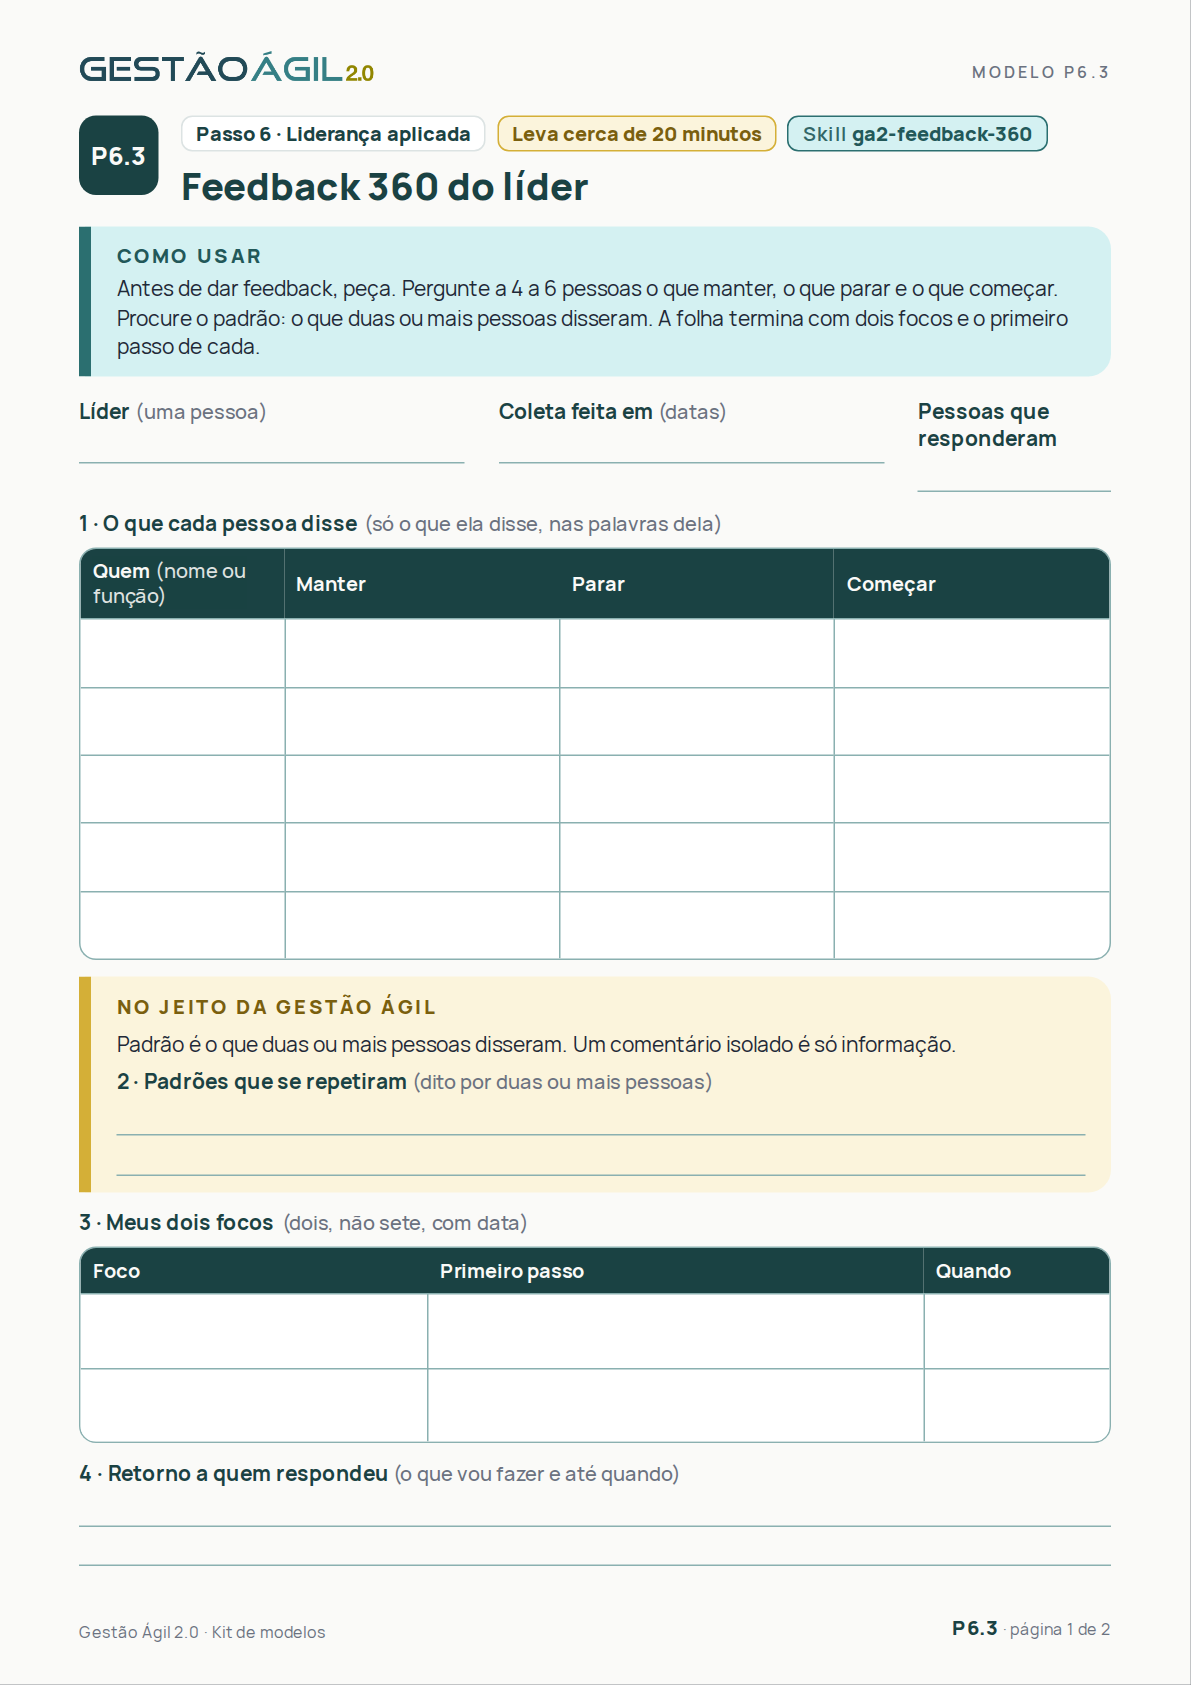 GESTÃOÁGIL2.0
MODELO P6.3
P6.3
Passo 6 · Liderança aplicada
Leva cerca de 20 minutos
Skill ga2-feedback-360
Feedback 360 do líder
COMO USAR
Antes de dar feedback, peça. Pergunte a 4 a 6 pessoas o que manter, o que parar e o que começar.
Procure o padrão: o que duas ou mais pessoas disseram. A folha termina com dois focos e o primeiro
passo de cada.
Líder (uma pessoa)
Coleta feita em (datas)
Pessoas que
responderam
1 · O que cada pessoa disse (só o que ela disse, nas palavras dela)
Quem (nome ou
função)
Manter
Parar
Começar
NO JEITO DA GESTÃO ÁGIL
Padrão é o que duas ou mais pessoas disseram. Um comentário isolado é só informação.
2 · Padrões que se repetiram (dito por duas ou mais pessoas)
3 · Meus dois focos (dois, não sete, com data)
Foco
Primeiro passo
Quando
4 · Retorno a quem respondeu (o que vou fazer e até quando)
Gestão Ágil 2.0 · Kit de modelos
P6.3 · página 1 de 2